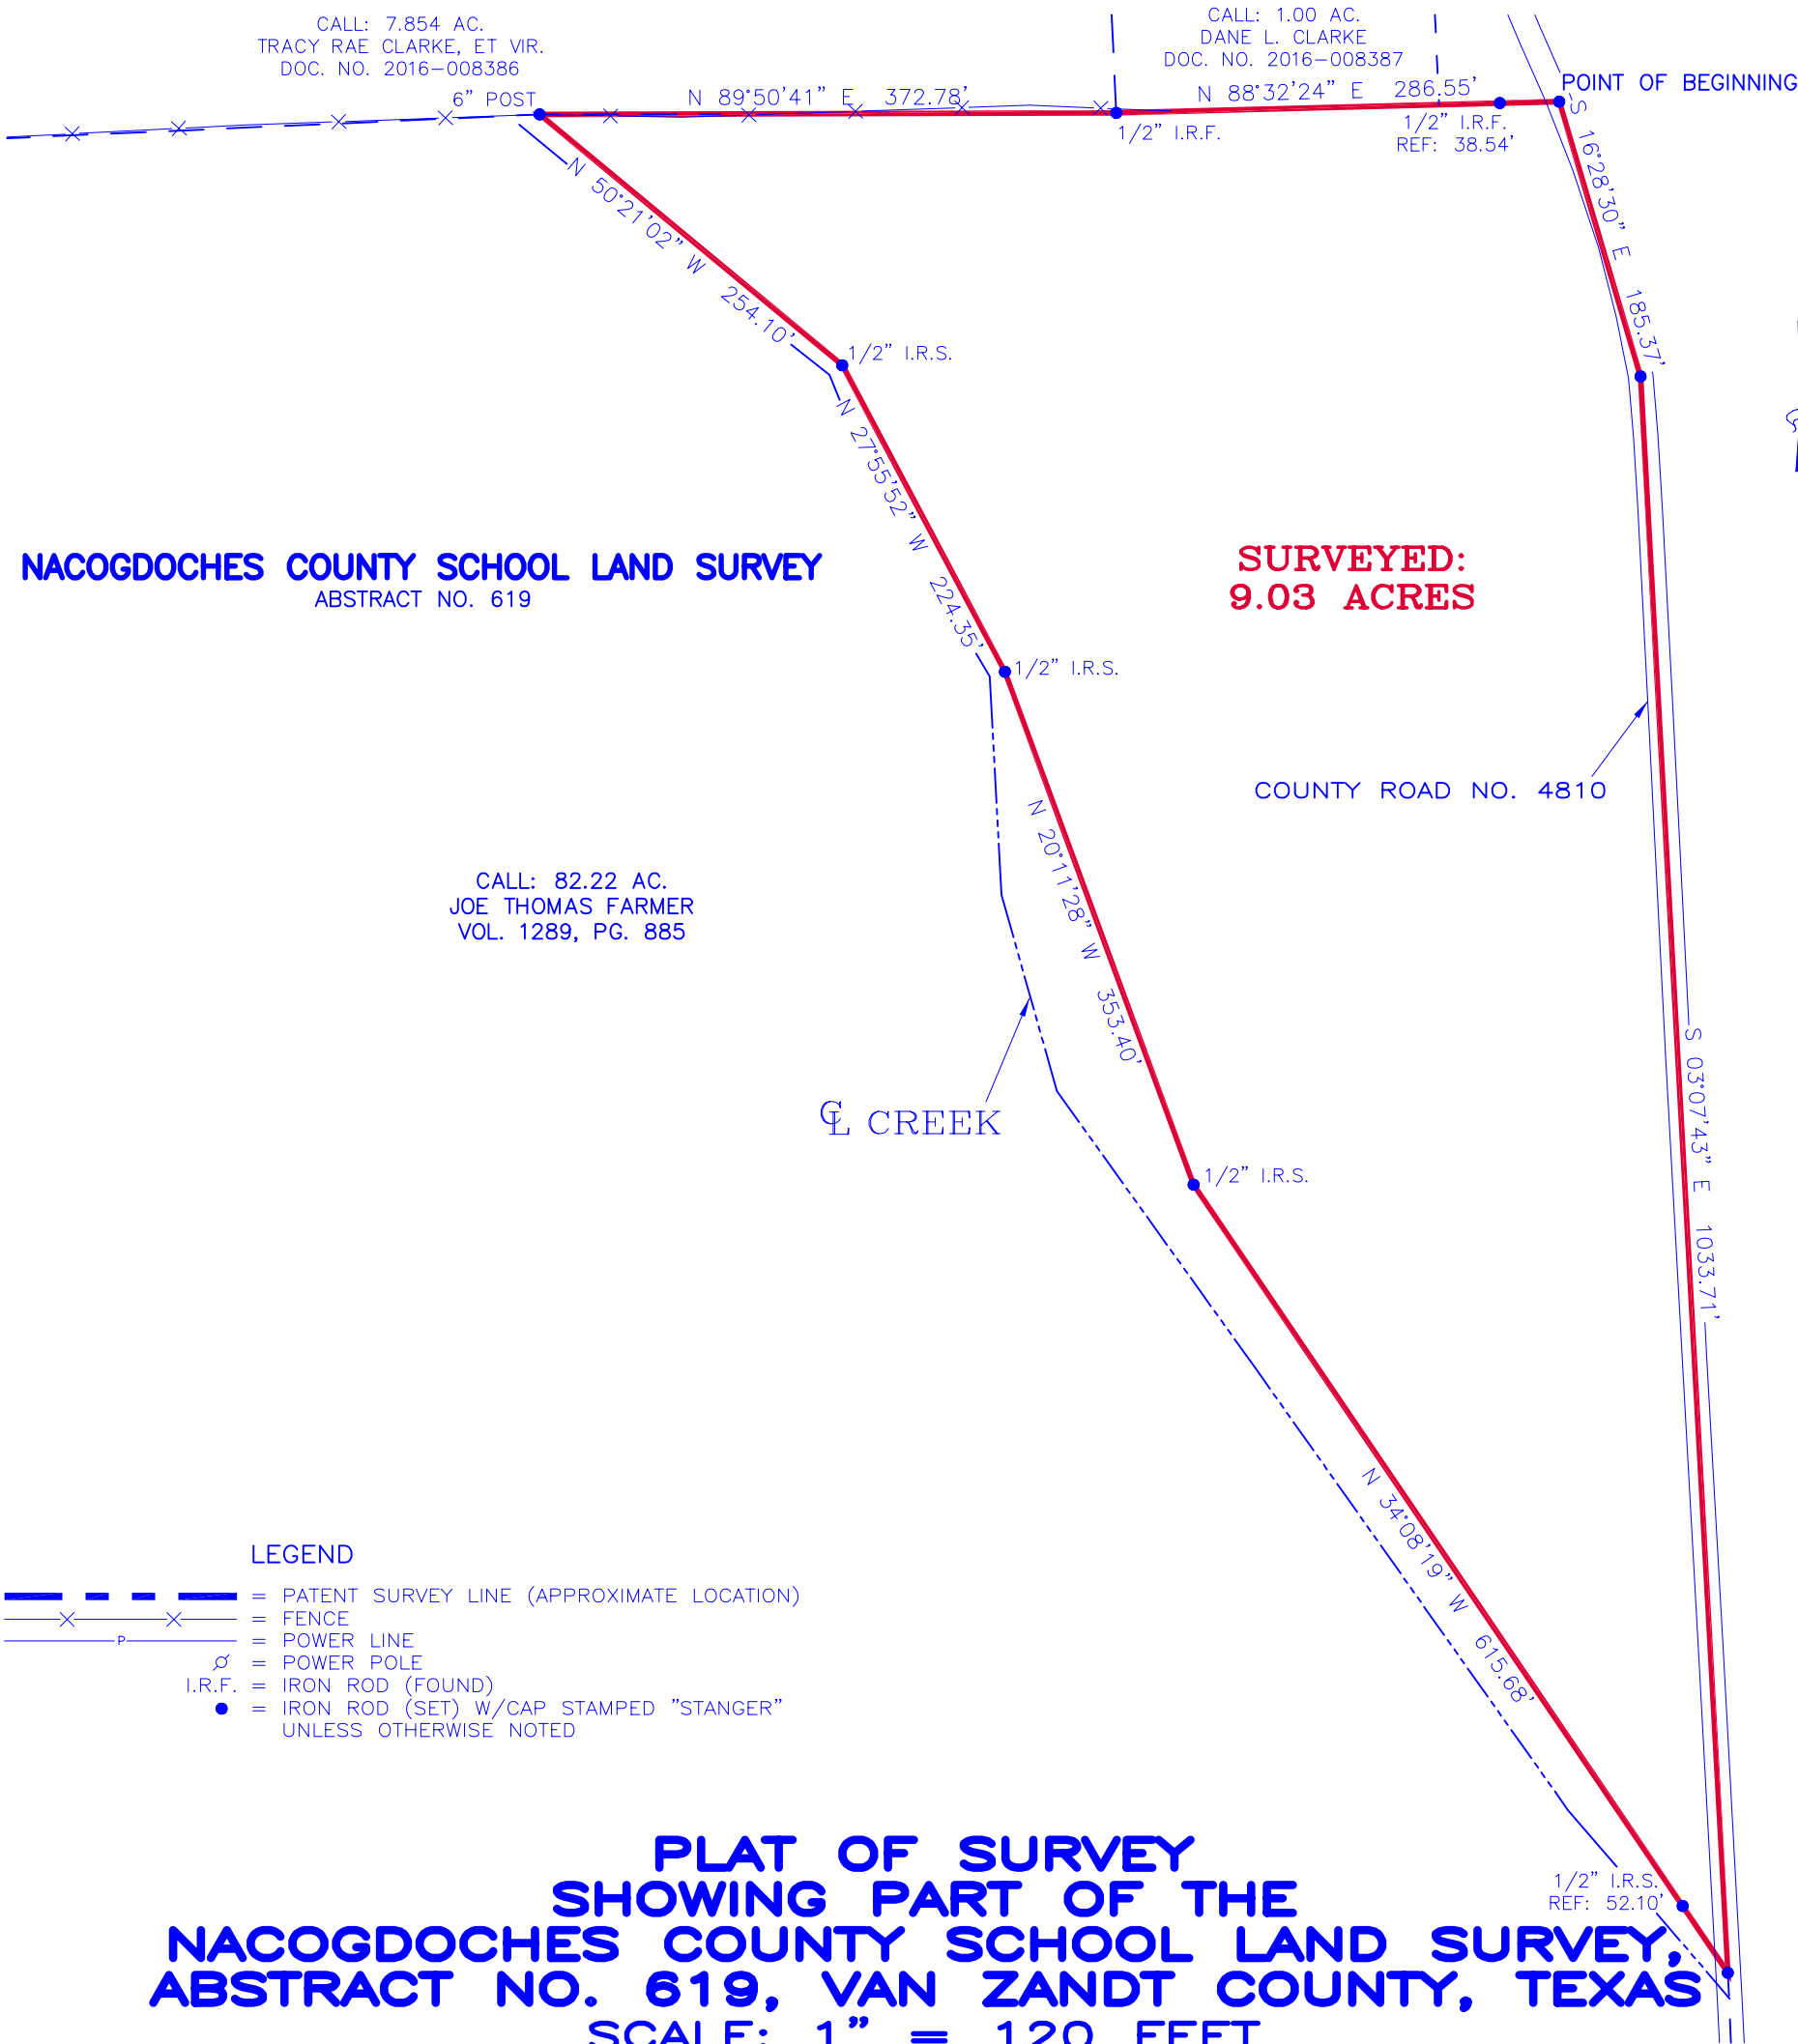 CALL: 7.854 AC.
TRACY RAE CLARKE, ET VIR.
DOC. NO. 2016-008386
CALL: 1.00 AC.
DANE L. CLARKE
DOC. NO. 2016-008387
POINT OF BEGINNING
6" POST
N 89°50'41" E 372.78'
N 88°32'24" E 286.55'
1/2" I.R.F.
1/2" I.R.F.
REF: 38.54'
S 16°28'30" E 185.37'
N 50°21'02" W 254.10'
1/2" I.R.S.
N 27°55'52" W 224.35'
NACOGDOCHES COUNTY SCHOOL LAND SURVEY
ABSTRACT NO. 619
SURVEYED:
9.03 ACRES
1/2" I.R.S.
COUNTY ROAD NO. 4810
N 20°11'28" W 353.40'
CALL: 82.22 AC.
JOE THOMAS FARMER
VOL. 1289, PG. 885
℄ CREEK
S 03°07'43" E 1033.71'
1/2" I.R.S.
N 34°08'19" W 615.68'
LEGEND
= PATENT SURVEY LINE (APPROXIMATE LOCATION)
= FENCE
P = POWER LINE
= POWER POLE
I.R.F. = IRON ROD (FOUND)
= IRON ROD (SET) W/CAP STAMPED "STANGER"
UNLESS OTHERWISE NOTED
1/2" I.R.S.
REF: 52.10'
PLAT OF SURVEY
SHOWING PART OF THE
NACOGDOCHES COUNTY SCHOOL LAND SURVEY,
ABSTRACT NO. 619, VAN ZANDT COUNTY, TEXAS
SCALE: 1" = 120 FEET